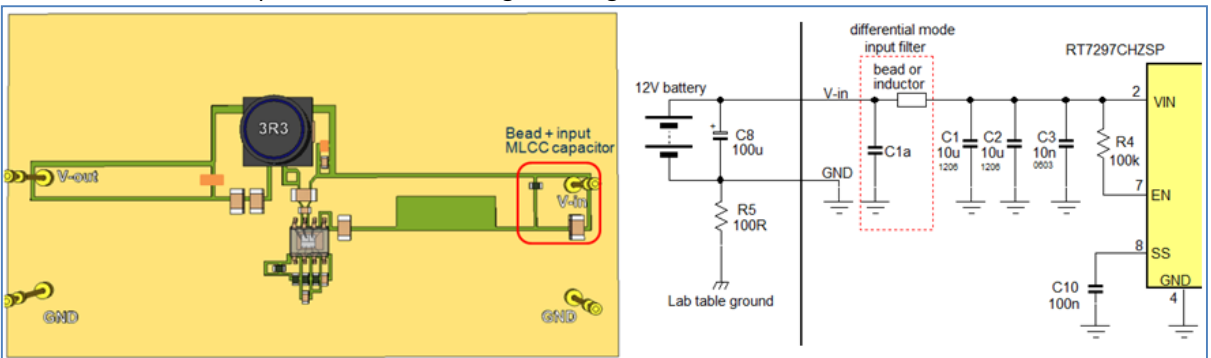 3R3
Bead + input
MLCC capacitor
V-out
V-in
GND
GND
differential mode
input filter
bead or
inductor
RT7297CHZSP
12V battery
V-in
2
VIN
+
C8
100u
C1a
C1
10u
1206
C2
10u
1206
C3
10n
0603
R4
100k
GND
7
EN
R5
100R
8
SS
C10
100n
GND
4
Lab table ground